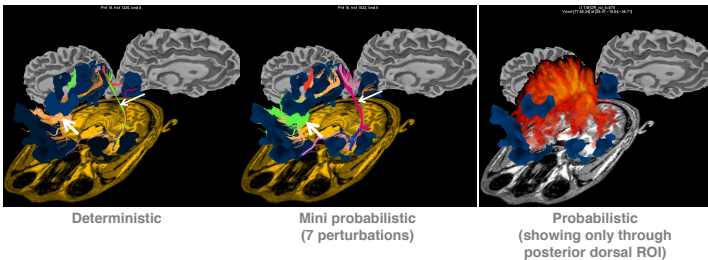 Deterministic
Mini probabilistic
(7 perturbations)
Probabilistic
(showing only through
posterior dorsal ROI)